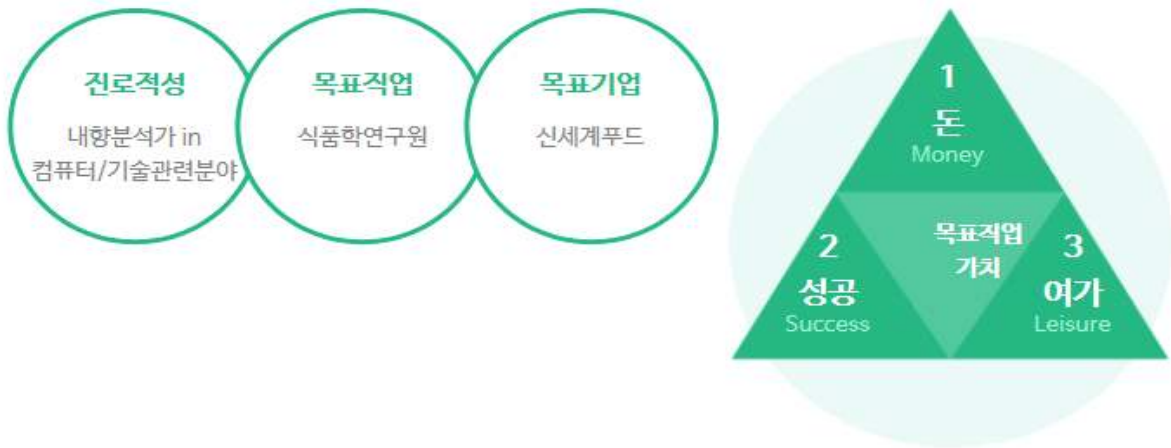 진로적성
내향분석가 in
컴퓨터/기술관련분야
목표직업
식품학연구원
목표기업
신세계푸드
1
돈
Money
목표직업
가치
2
성공
Success
3
여가
Leisure